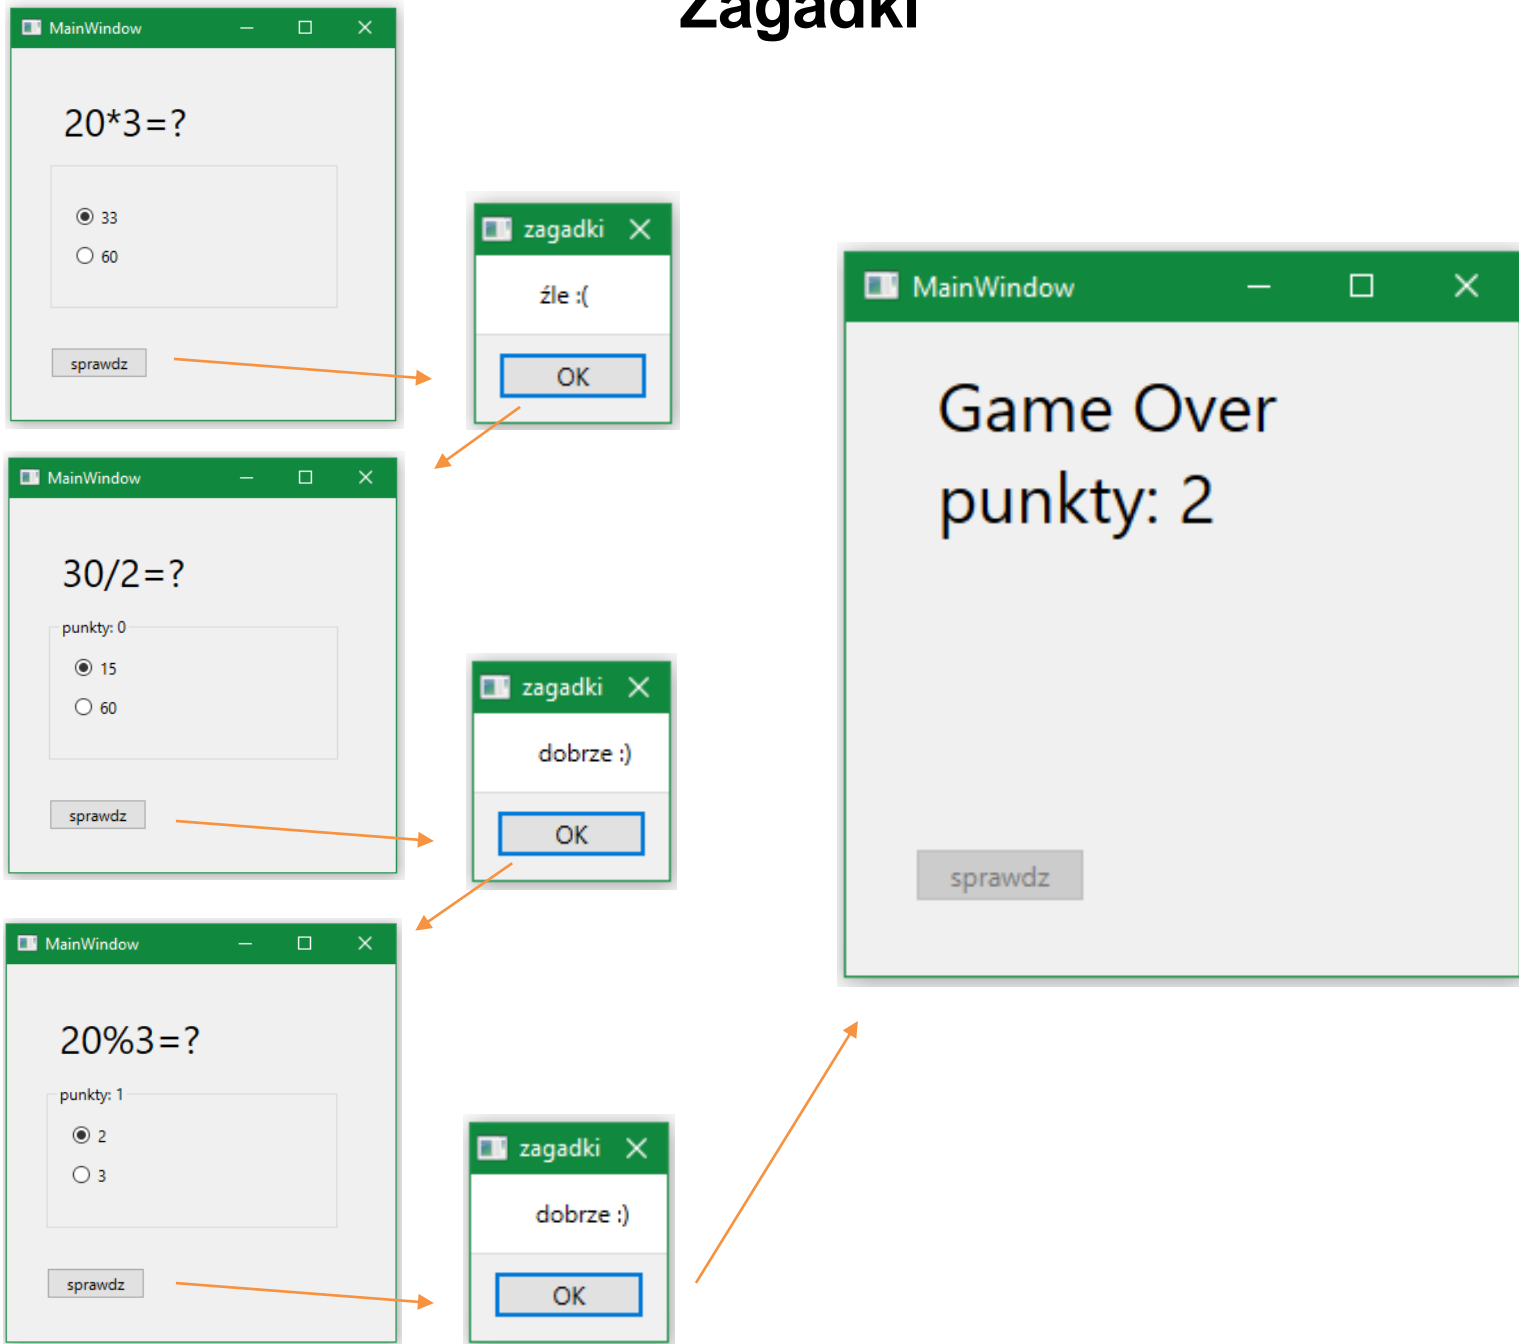 Zagadki
MainWindow
20*3=?
33
60
sprawdz
zagadki
źle :(
OK
MainWindow
30/2=?
punkty: 0
15
60
sprawdz
zagadki
dobrze :)
OK
MainWindow
20%3=?
punkty: 1
2
3
sprawdz
zagadki
dobrze :)
OK
MainWindow
Game Over
punkty: 2
sprawdz